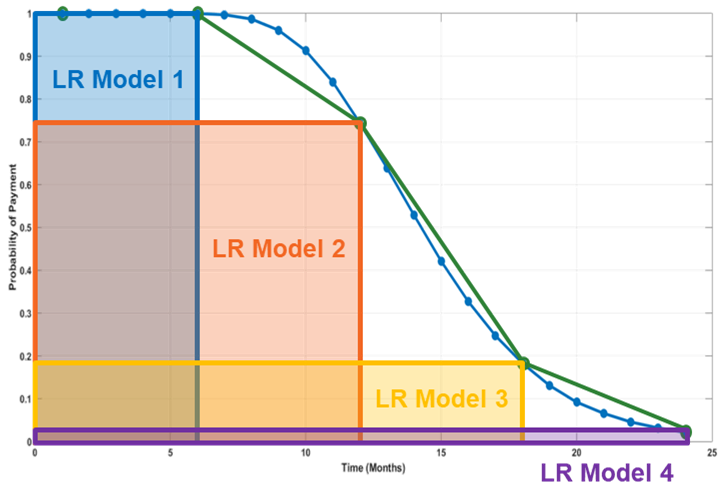 1
0.9
LR Model 1
0.8
0.7
Probability of Payment
0.6
0.5
LR Model 2
0.4
0.3
0.2
LR Model 3
0.1
0
0 5 10 15 20 25
Time (Months)
LR Model 4